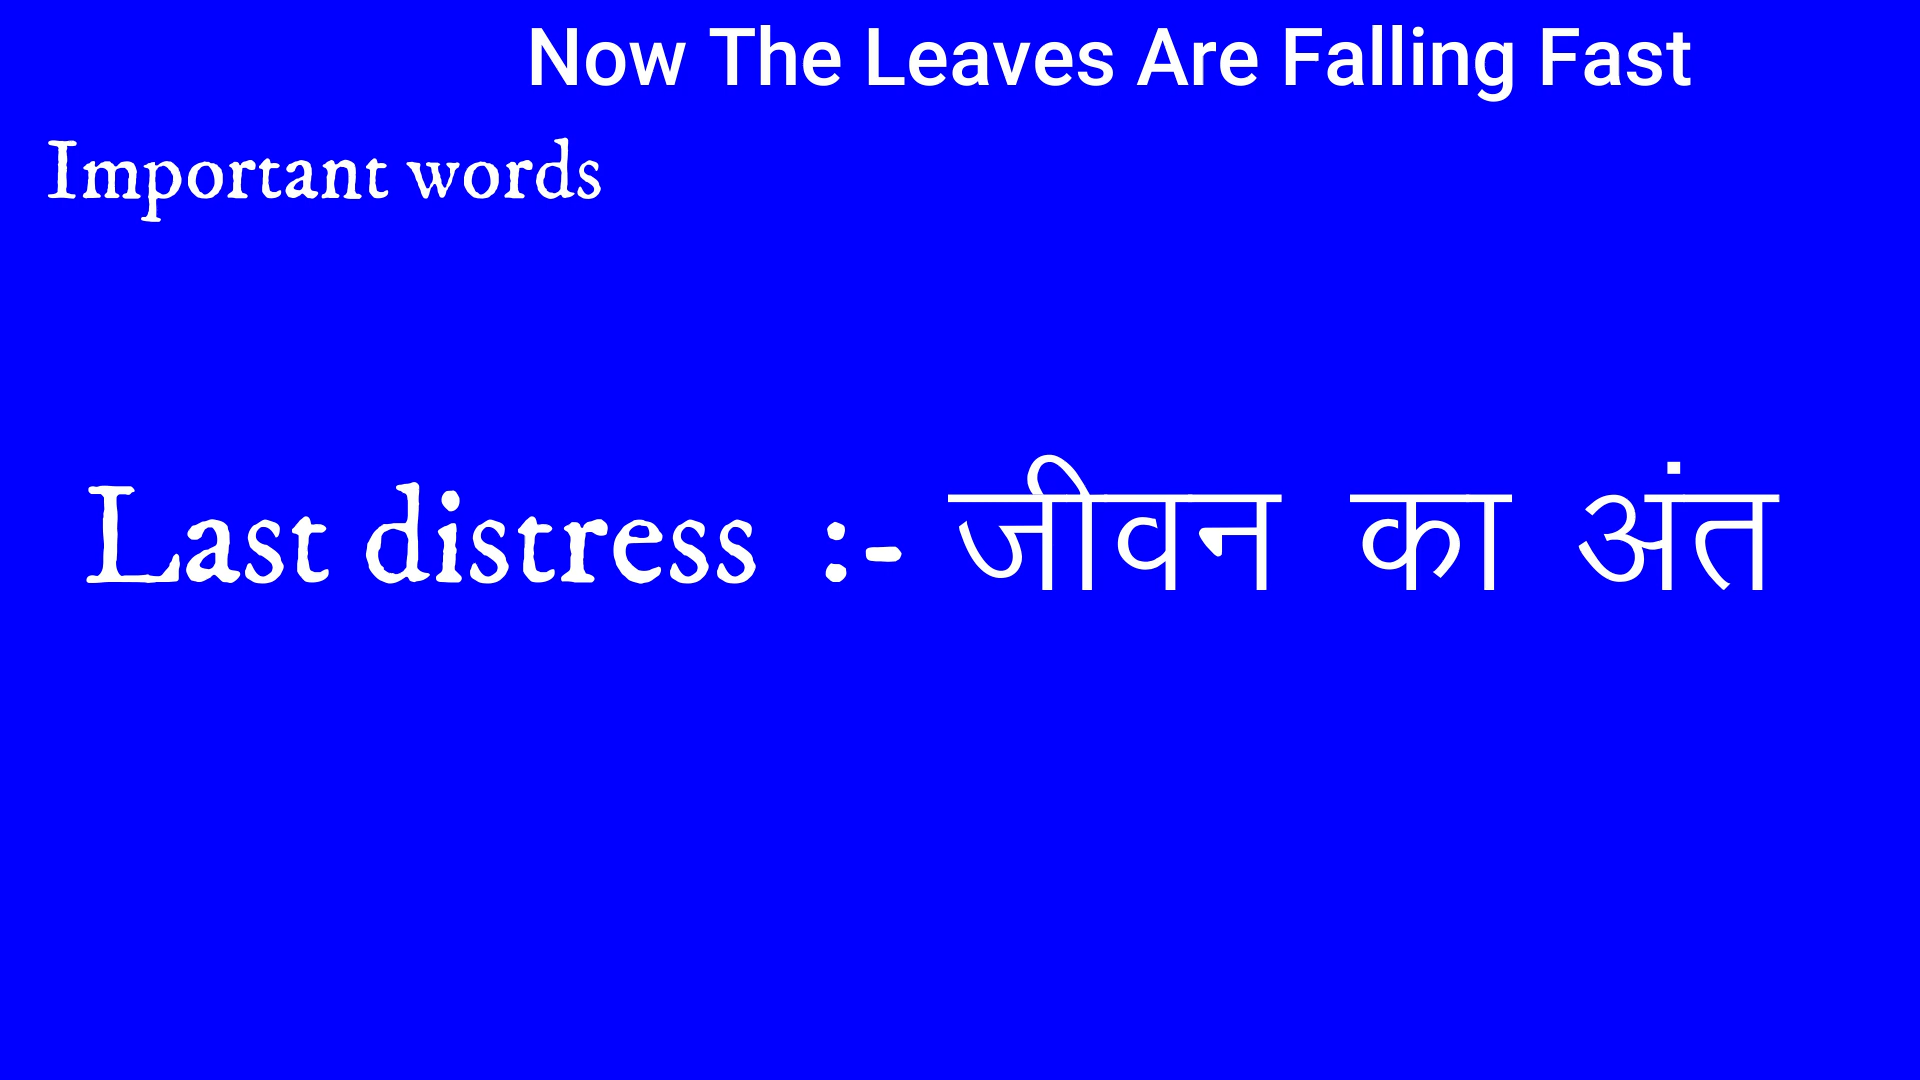 Now The Leaves Are Falling Fast
Important words
Last distress :- जीवन का अंत